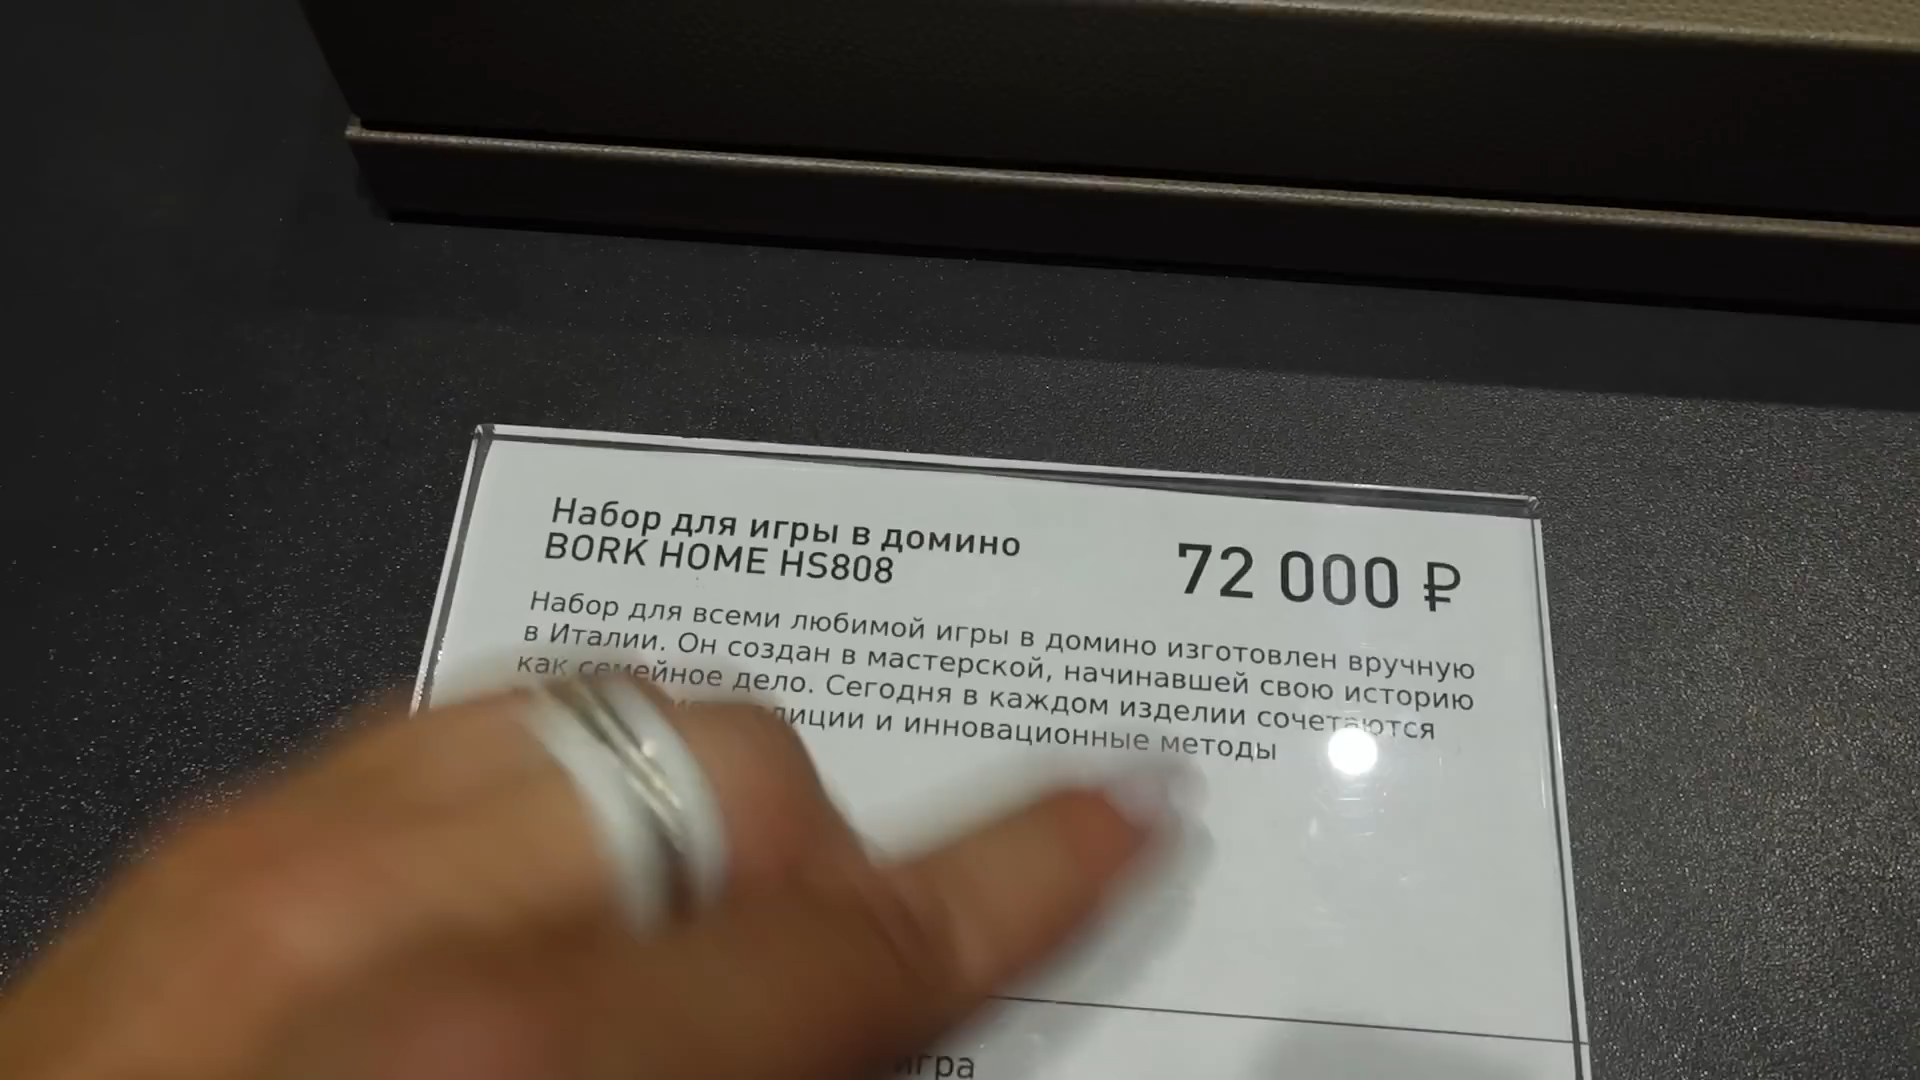 Набор для игры в домино
BORK HOME HS808
72 000 ₽
Набор для всеми любимой игры в домино изготовлен вручную
в Италии. Он создан в мастерской, начинавшей свою историю
как семейное дело. Сегодня в каждом изделии сочетаются
и инновационные методы
игра